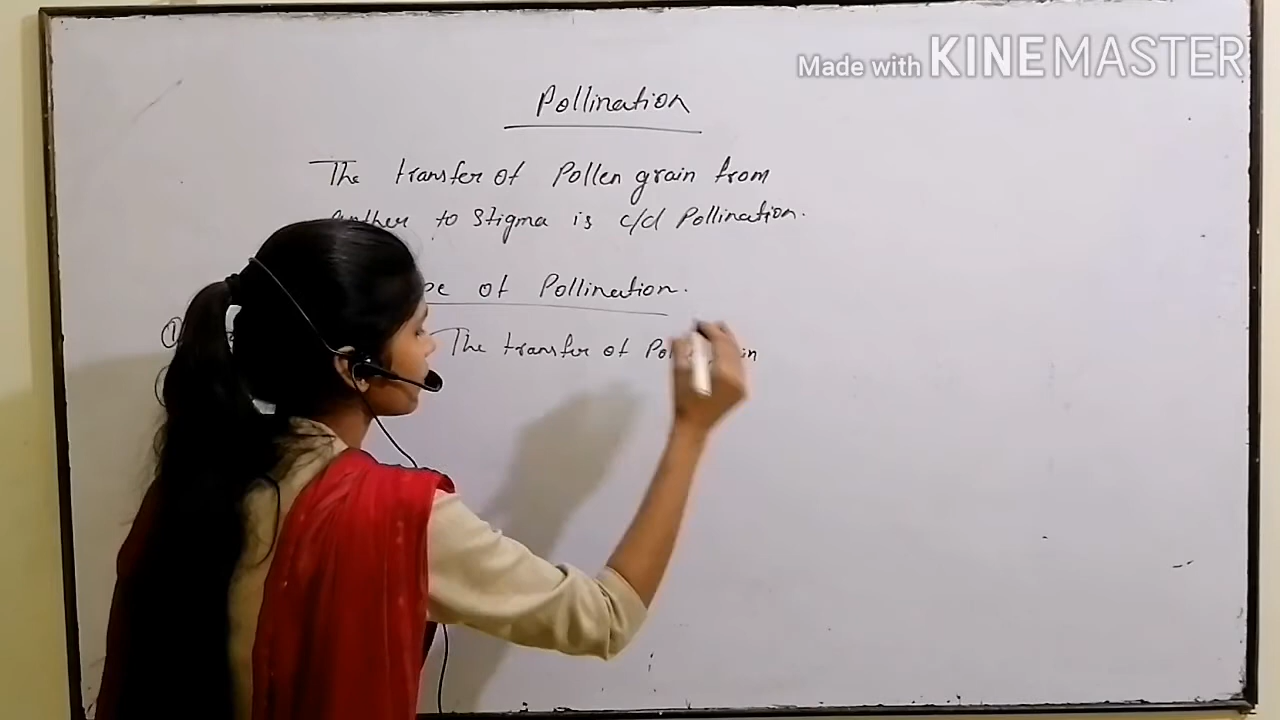 Made with KINEMASTER
Pollination
The transfer of Pollen grain from
to Stigma is c/d Pollination.
of Pollination.
① The transfer of